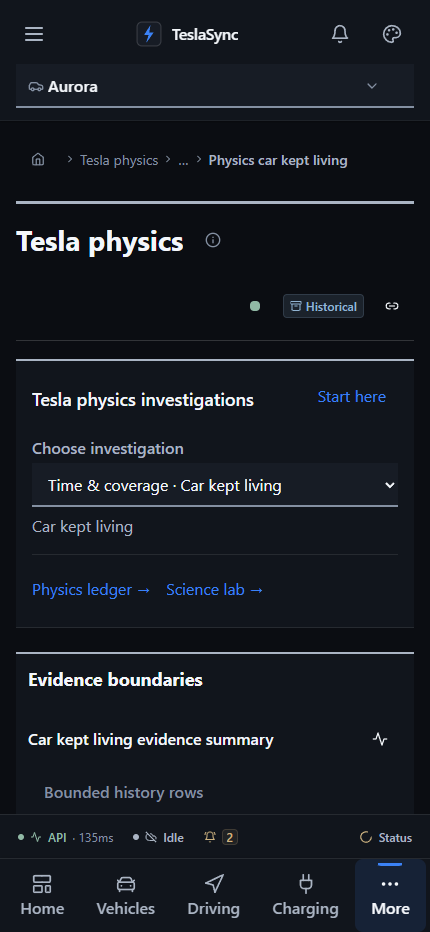 TeslaSync
Aurora
Tesla physics
...
Physics car kept living
Tesla physics
Historical
Tesla physics investigations
Start here
Choose investigation
Time & coverage · Car kept living
Car kept living
Physics ledger →
Science lab →
Evidence boundaries
Car kept living evidence summary
Bounded history rows
API · 135ms
Idle
2
Status
Home
Vehicles
Driving
Charging
More